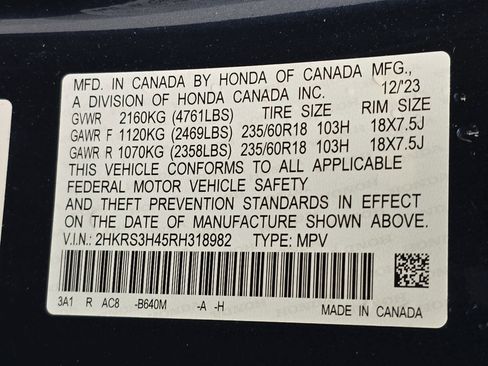 MFD. IN CANADA BY HONDA OF CANADA MFG.,
A DIVISION OF HONDA CANADA INC. 12/'23
GVWR 2160KG (4761LBS) TIRE SIZE RIM SIZE
GAWR F 1120KG (2469LBS) 235/60R18 103H 18X7.5J
GAWR R 1070KG (2358LBS) 235/60R18 103H 18X7.5J
THIS VEHICLE CONFORMS TO ALL APPLICABLE
FEDERAL MOTOR VEHICLE SAFETY
AND THEFT PREVENTION STANDARDS IN EFFECT
ON THE DATE OF MANUFACTURE SHOWN ABOVE.
V.I.N.: 2HKRS3H45RH318982 TYPE: MPV
3A1 R AC8 -B640M -A -H MADE IN CANADA